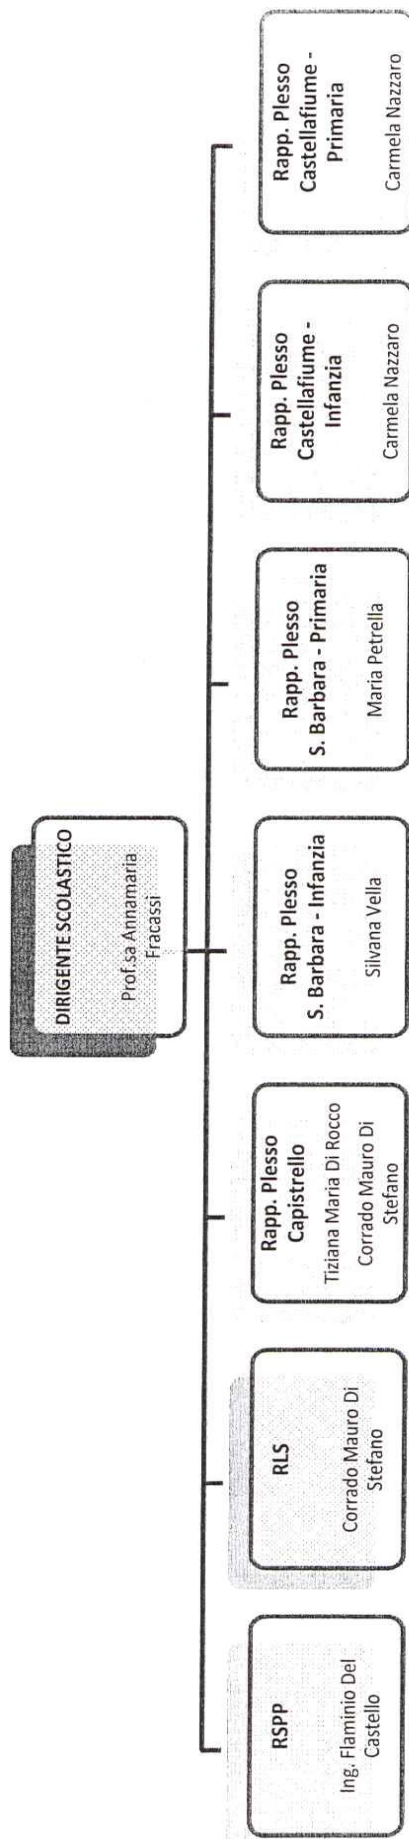 DIRIGENTE SCOLASTICO
Prof.sa Annamaria
Fracassi
RSPP
Ing. Flaminio Del
Castello
RLS
Corrado Mauro Di
Stefano
Rapp. Plesso
Capistrello
Tiziana Maria Di Rocco
Corrado Mauro Di
Stefano
Rapp. Plesso
S. Barbara - Infanzia
Silvana Vella
Rapp. Plesso
S. Barbara - Primaria
Maria Petrella
Rapp. Plesso
Castellafiume -
Infanzia
Carmela Nazzaro
Rapp. Plesso
Castellafiume -
Primaria
Carmela Nazzaro